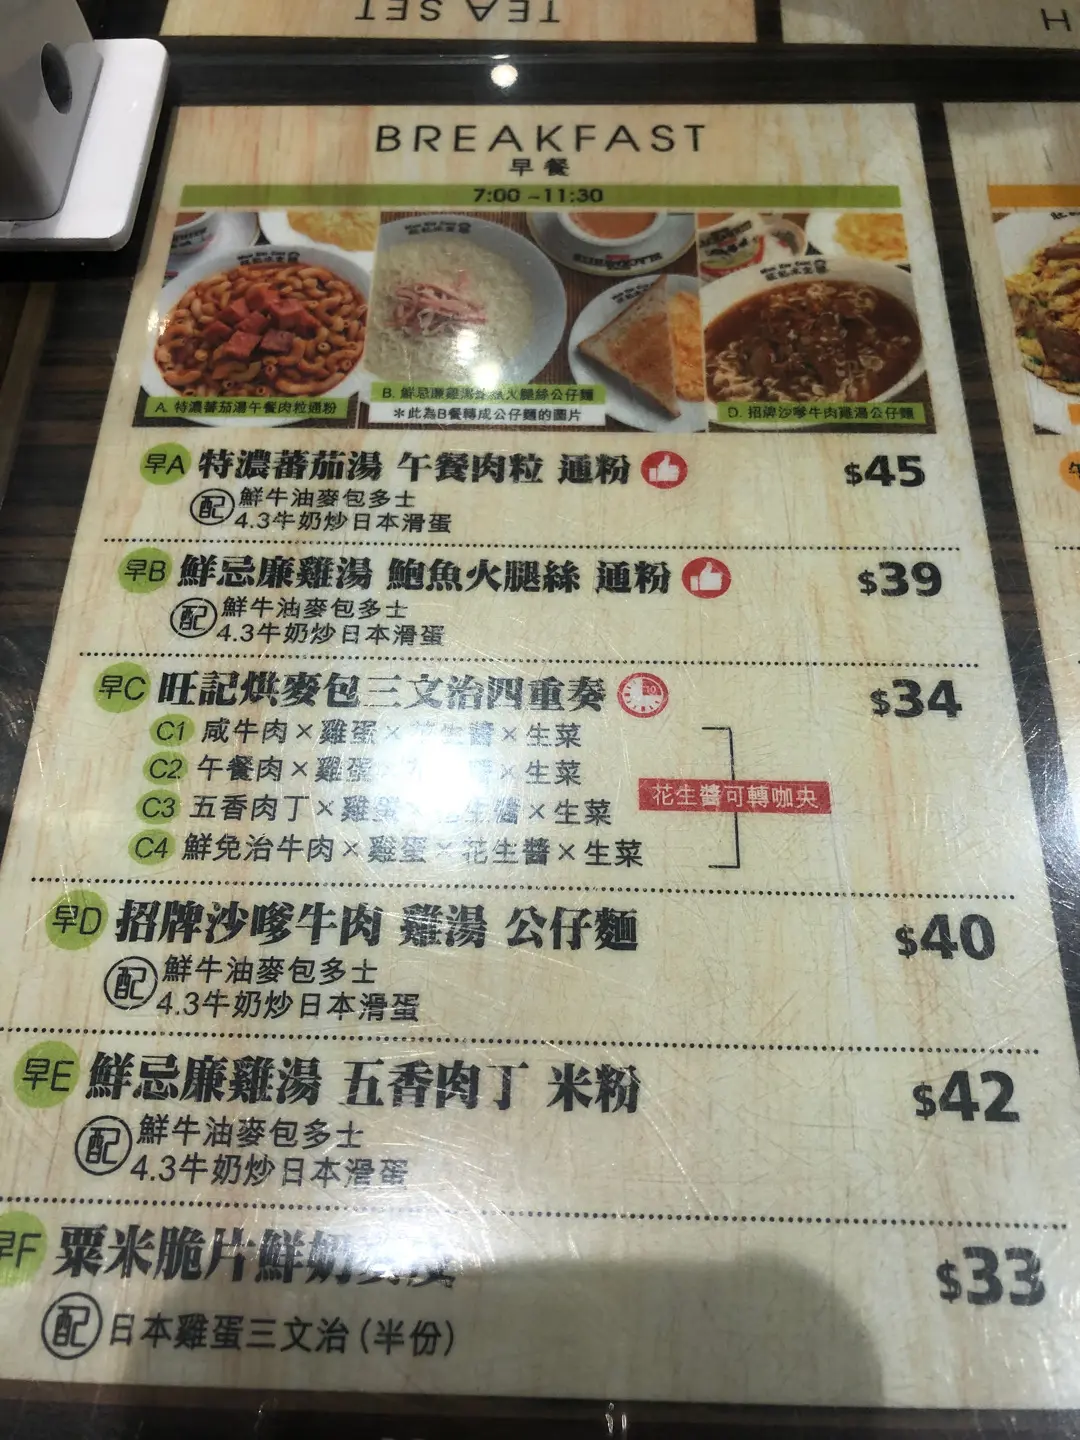 TEA SET
H
BREAKFAST
早餐
7:00 -11:30
A. 特濃蕃茄湯午餐肉粒通粉
B. 鮮忌廉雞湯 火腿絲公仔麵
*此為B餐轉成公仔麵的圖片
D. 招牌沙嗲牛肉雞湯公仔麵
早A 特濃蕃茄湯 午餐肉粒 通粉 $45
配 鮮牛油麥包多士
4.3牛奶炒日本滑蛋
早B 鮮忌廉雞湯 鮑魚火腿絲 通粉 $39
配 鮮牛油麥包多士
4.3牛奶炒日本滑蛋
早C 旺記烘麥包三文治四重奏 10 $34
C1 咸牛肉×雞蛋×花生醬×生菜
C2 午餐肉×雞蛋 ×生菜
C3 五香肉丁×雞蛋 生醬×生菜
C4 鮮免治牛肉×雞蛋×花生醬×生菜
花生醬可轉咖央
早D 招牌沙嗲牛肉 雞湯 公仔麵 $40
配 鮮牛油麥包多士
4.3牛奶炒日本滑蛋
早E 鮮忌廉雞湯 五香肉丁 米粉 $42
配 鮮牛油麥包多士
4.3牛奶炒日本滑蛋
早F 粟米脆片鮮奶 $33
配 日本雞蛋三文治(半份)